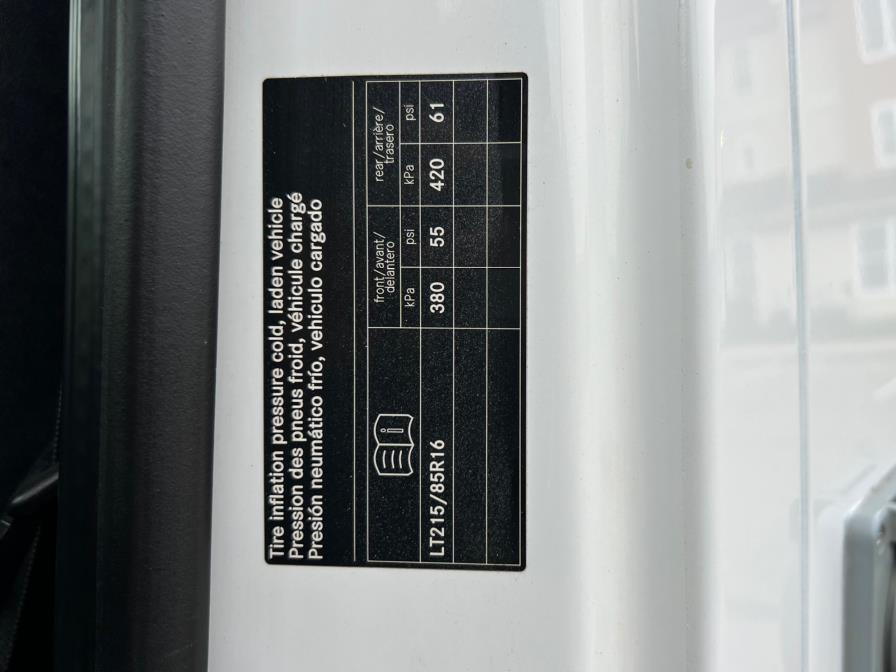 Tire inflation pressure cold, laden vehicle
Pression des pneus froid, véhicule chargé
Presión neumático frío, vehiculo cargado
front/avant/ rear/arrière/
delantero trasero
kPa psi kPa psi
LT215/85R16 380 55 420 61